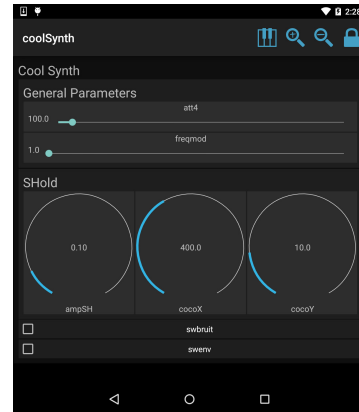 2:28
coolSynth
Cool Synth
General Parameters
att4
100.0
freqmod
1.0
SHold
0.10 400.0 10.0
ampSH cocoX cocoY
swbruit
swenv